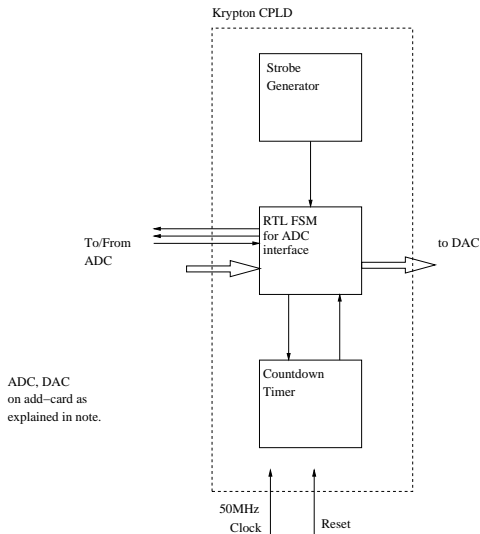 Krypton CPLD
Strobe
Generator
RTL FSM
for ADC
interface
To/From
ADC
to DAC
Countdown
Timer
ADC, DAC
on add−card as
explained in note.
50MHz
Clock
Reset